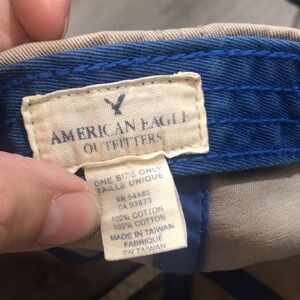 AMERICAN EAGLE
OUTFITTERS
ONE SIZE ONLY
TAILLE UNIQUE
RN 54485
CA 03873
100% COTTON
100% COTTON
MADE IN TAIWAN
FABRIQUÉ
EN TAIWAN